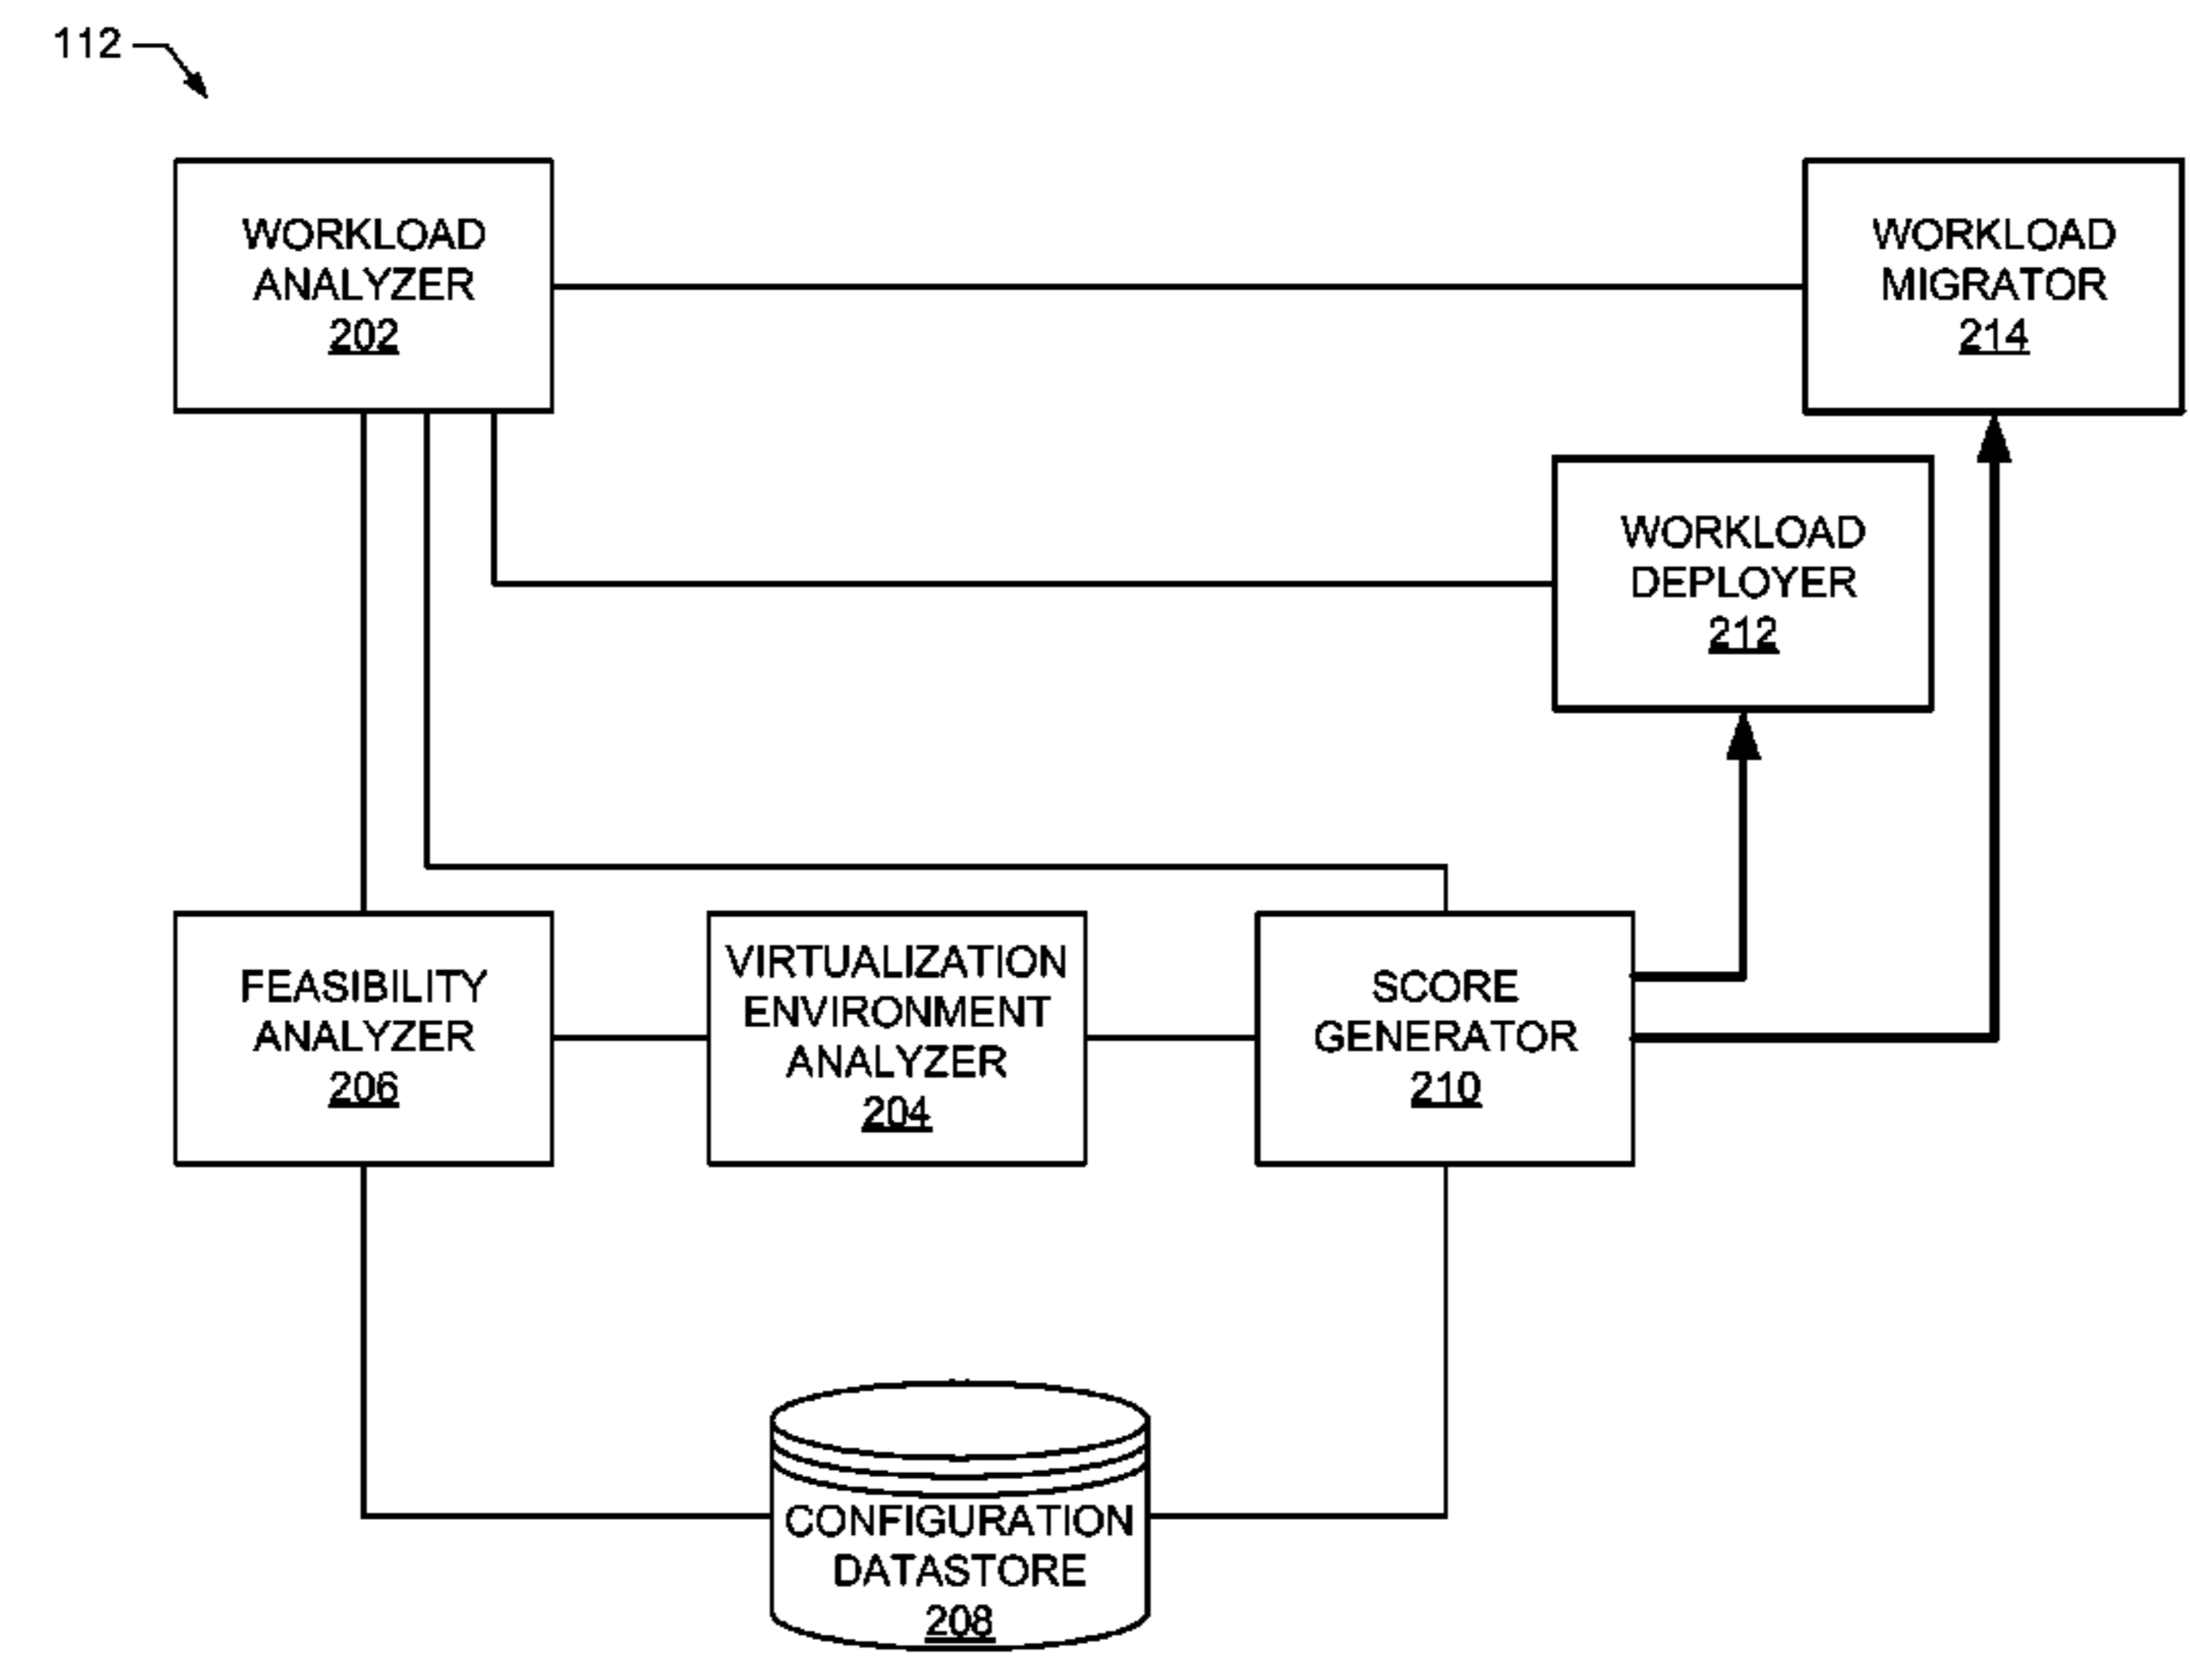 112
WORKLOAD
ANALYZER
202
WORKLOAD
MIGRATOR
214
WORKLOAD
DEPLOYER
212
FEASIBILITY
ANALYZER
206
VIRTUALIZATION
ENVIRONMENT
ANALYZER
204
SCORE
GENERATOR
210
CONFIGURATION
DATASTORE
208